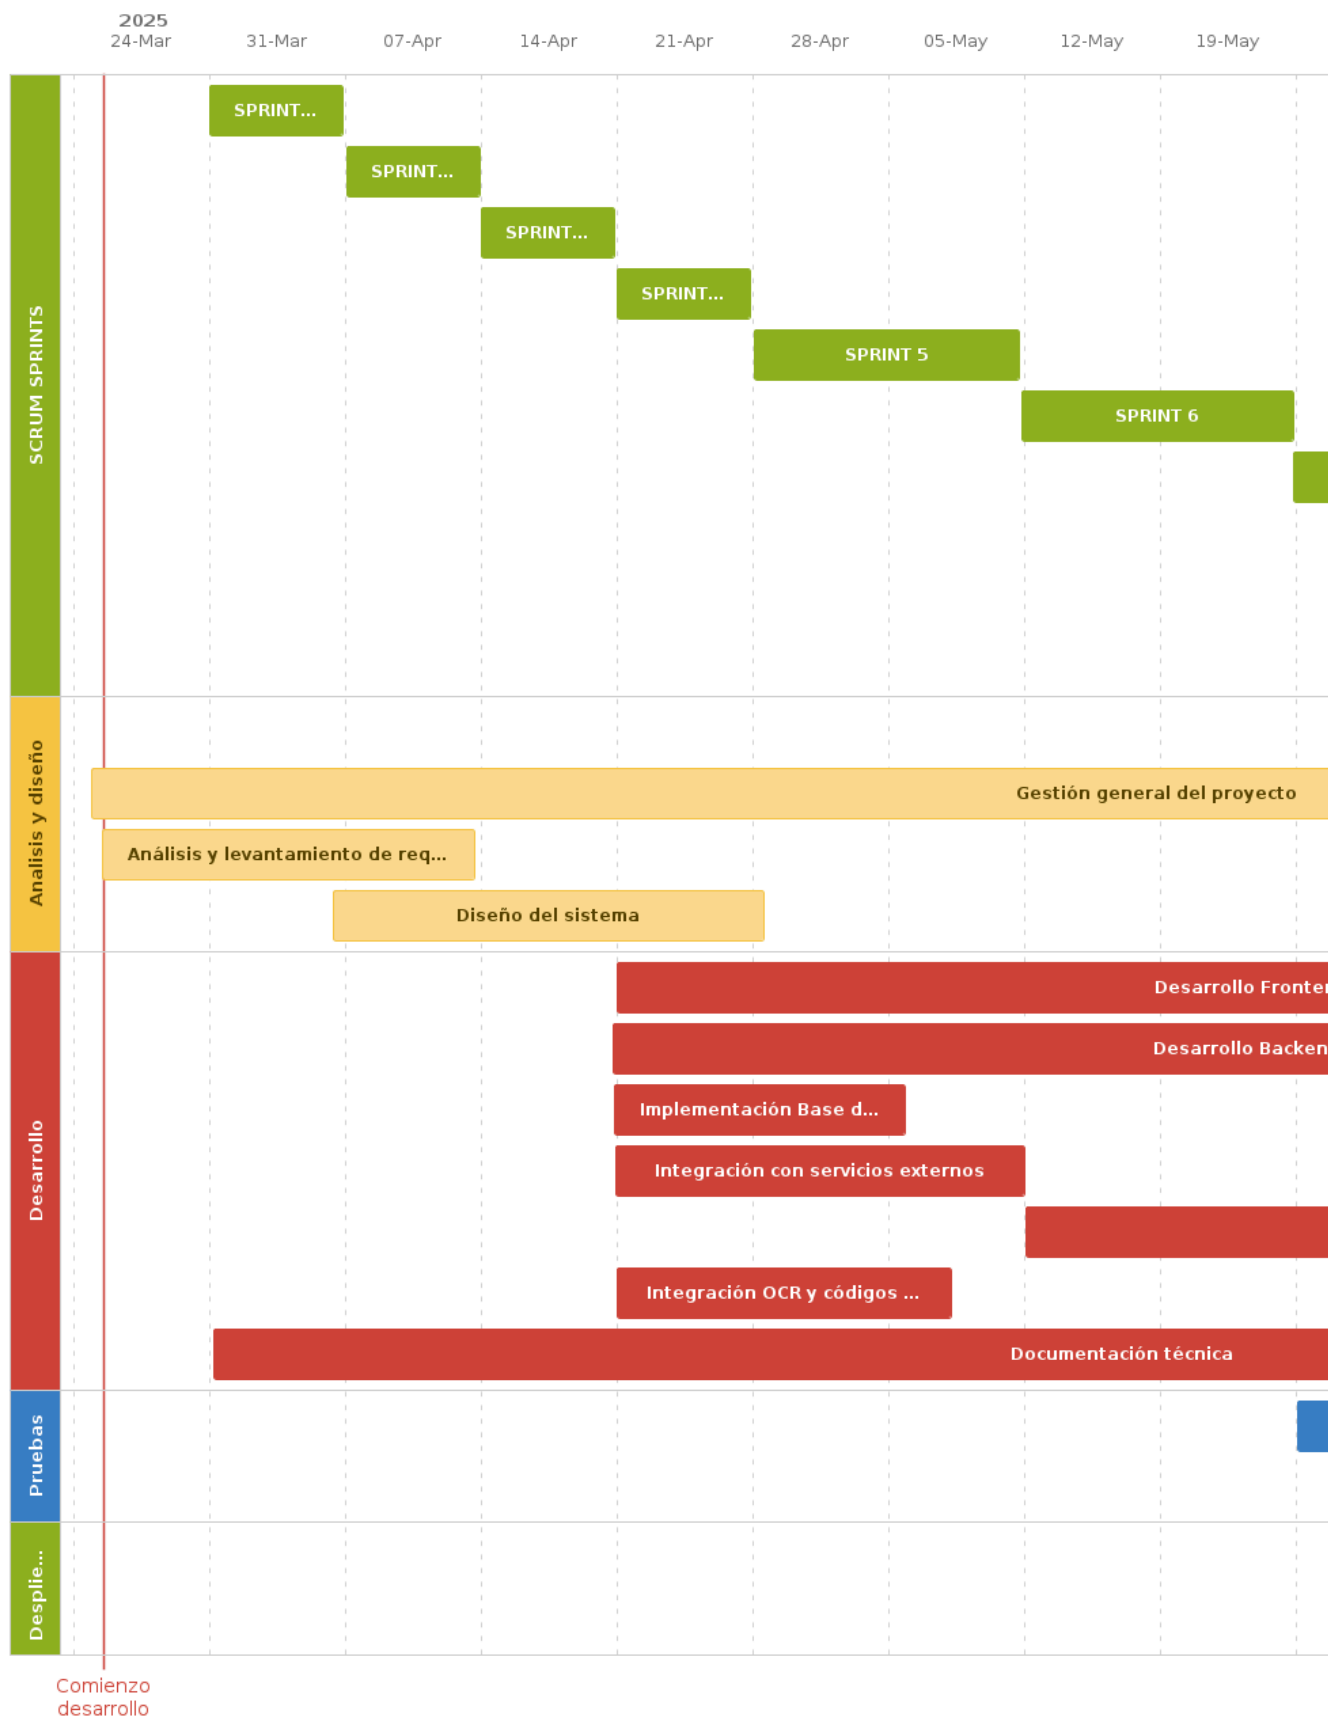 2025
24-Mar 31-Mar 07-Apr 14-Apr 21-Apr 28-Apr 05-May 12-May 19-May
SCRUM SPRINTS
SPRINT...
SPRINT...
SPRINT...
SPRINT...
SPRINT 5
SPRINT 6
Analisis y diseño
Gestión general del proyecto
Análisis y levantamiento de req...
Diseño del sistema
Desarrollo
Desarrollo Fronte
Desarrollo Backen
Implementación Base d...
Integración con servicios externos
Integración OCR y códigos ...
Documentación técnica
Pruebas
Desplie...
Comienzo
desarrollo